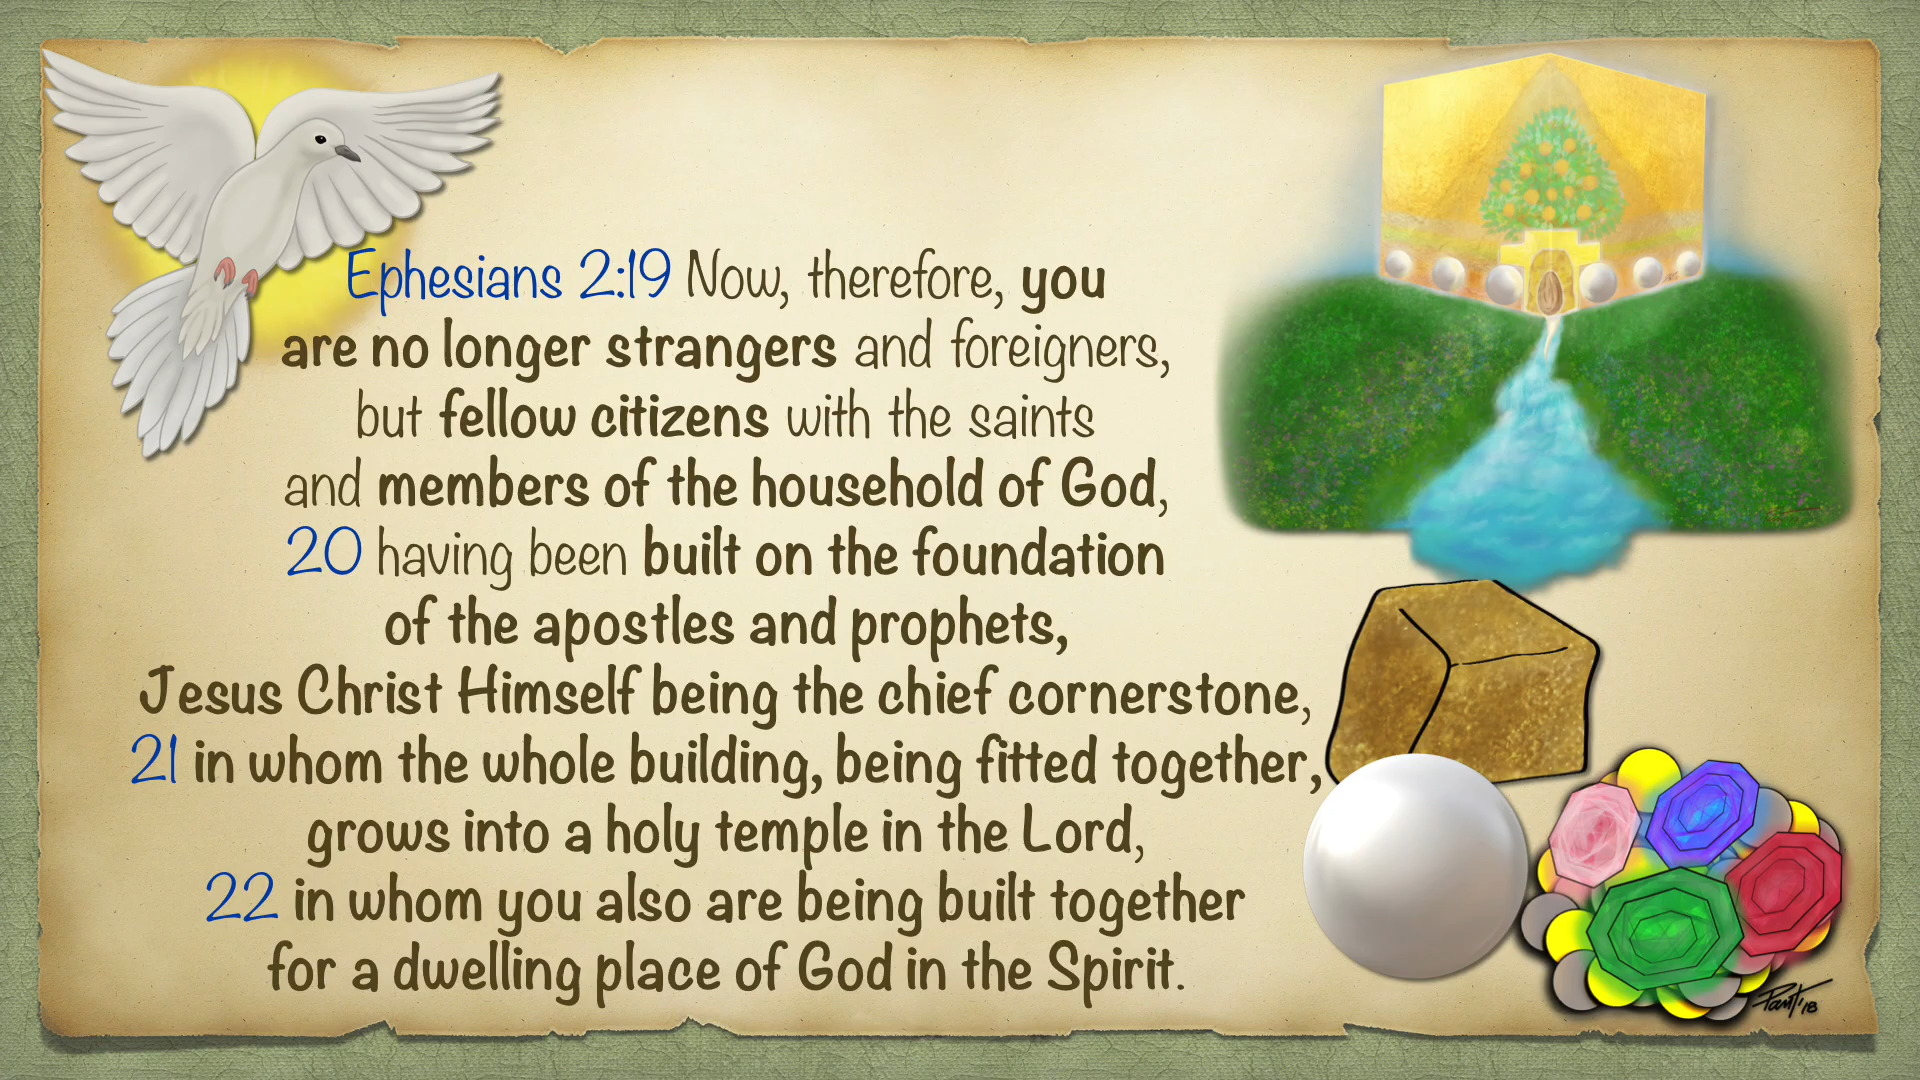 Ephesians 2:19 Now, therefore, you
are no longer strangers and foreigners,
but fellow citizens with the saints
and members of the household of God,
20 having been built on the foundation
of the apostles and prophets,
Jesus Christ Himself being the chief cornerstone,
21 in whom the whole building, being fitted together,
grows into a holy temple in the Lord,
22 in whom you also are being built together
for a dwelling place of God in the Spirit.